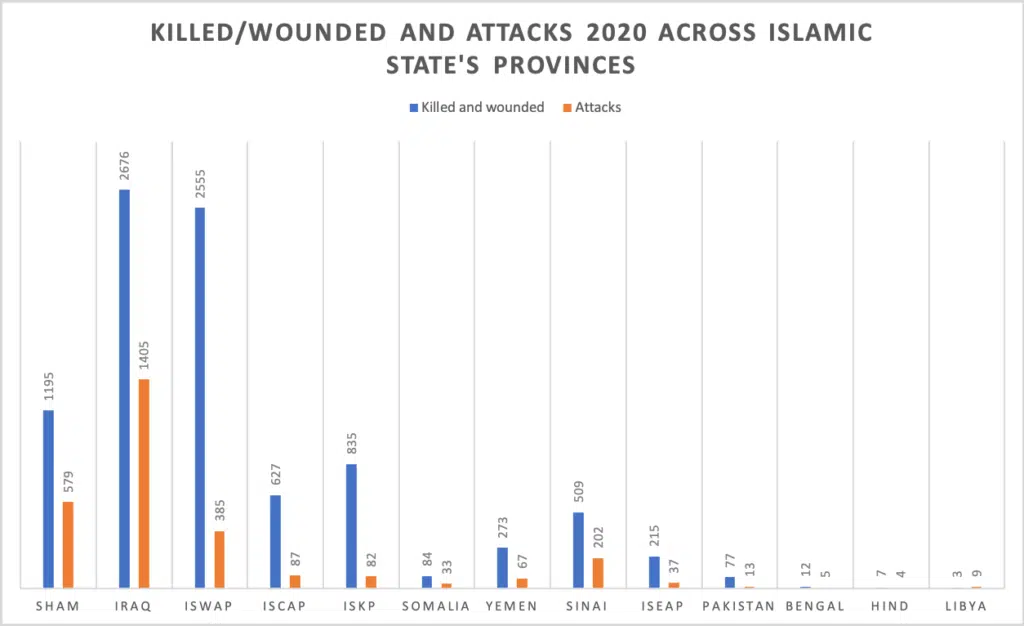 KILLED/WOUNDED AND ATTACKS 2020 ACROSS ISLAMIC
STATE'S PROVINCES
Killed and wounded Attacks
1195 579 2676 1405 2555 385 627 87 835 82 84 33 273 67 509 202 215 37 77 13 12 5 7 4 3 9
SHAM IRAQ ISWAP ISCAP ISKP SOMALIA YEMEN SINAI ISEAP PAKISTAN BENGAL HIND LIBYA